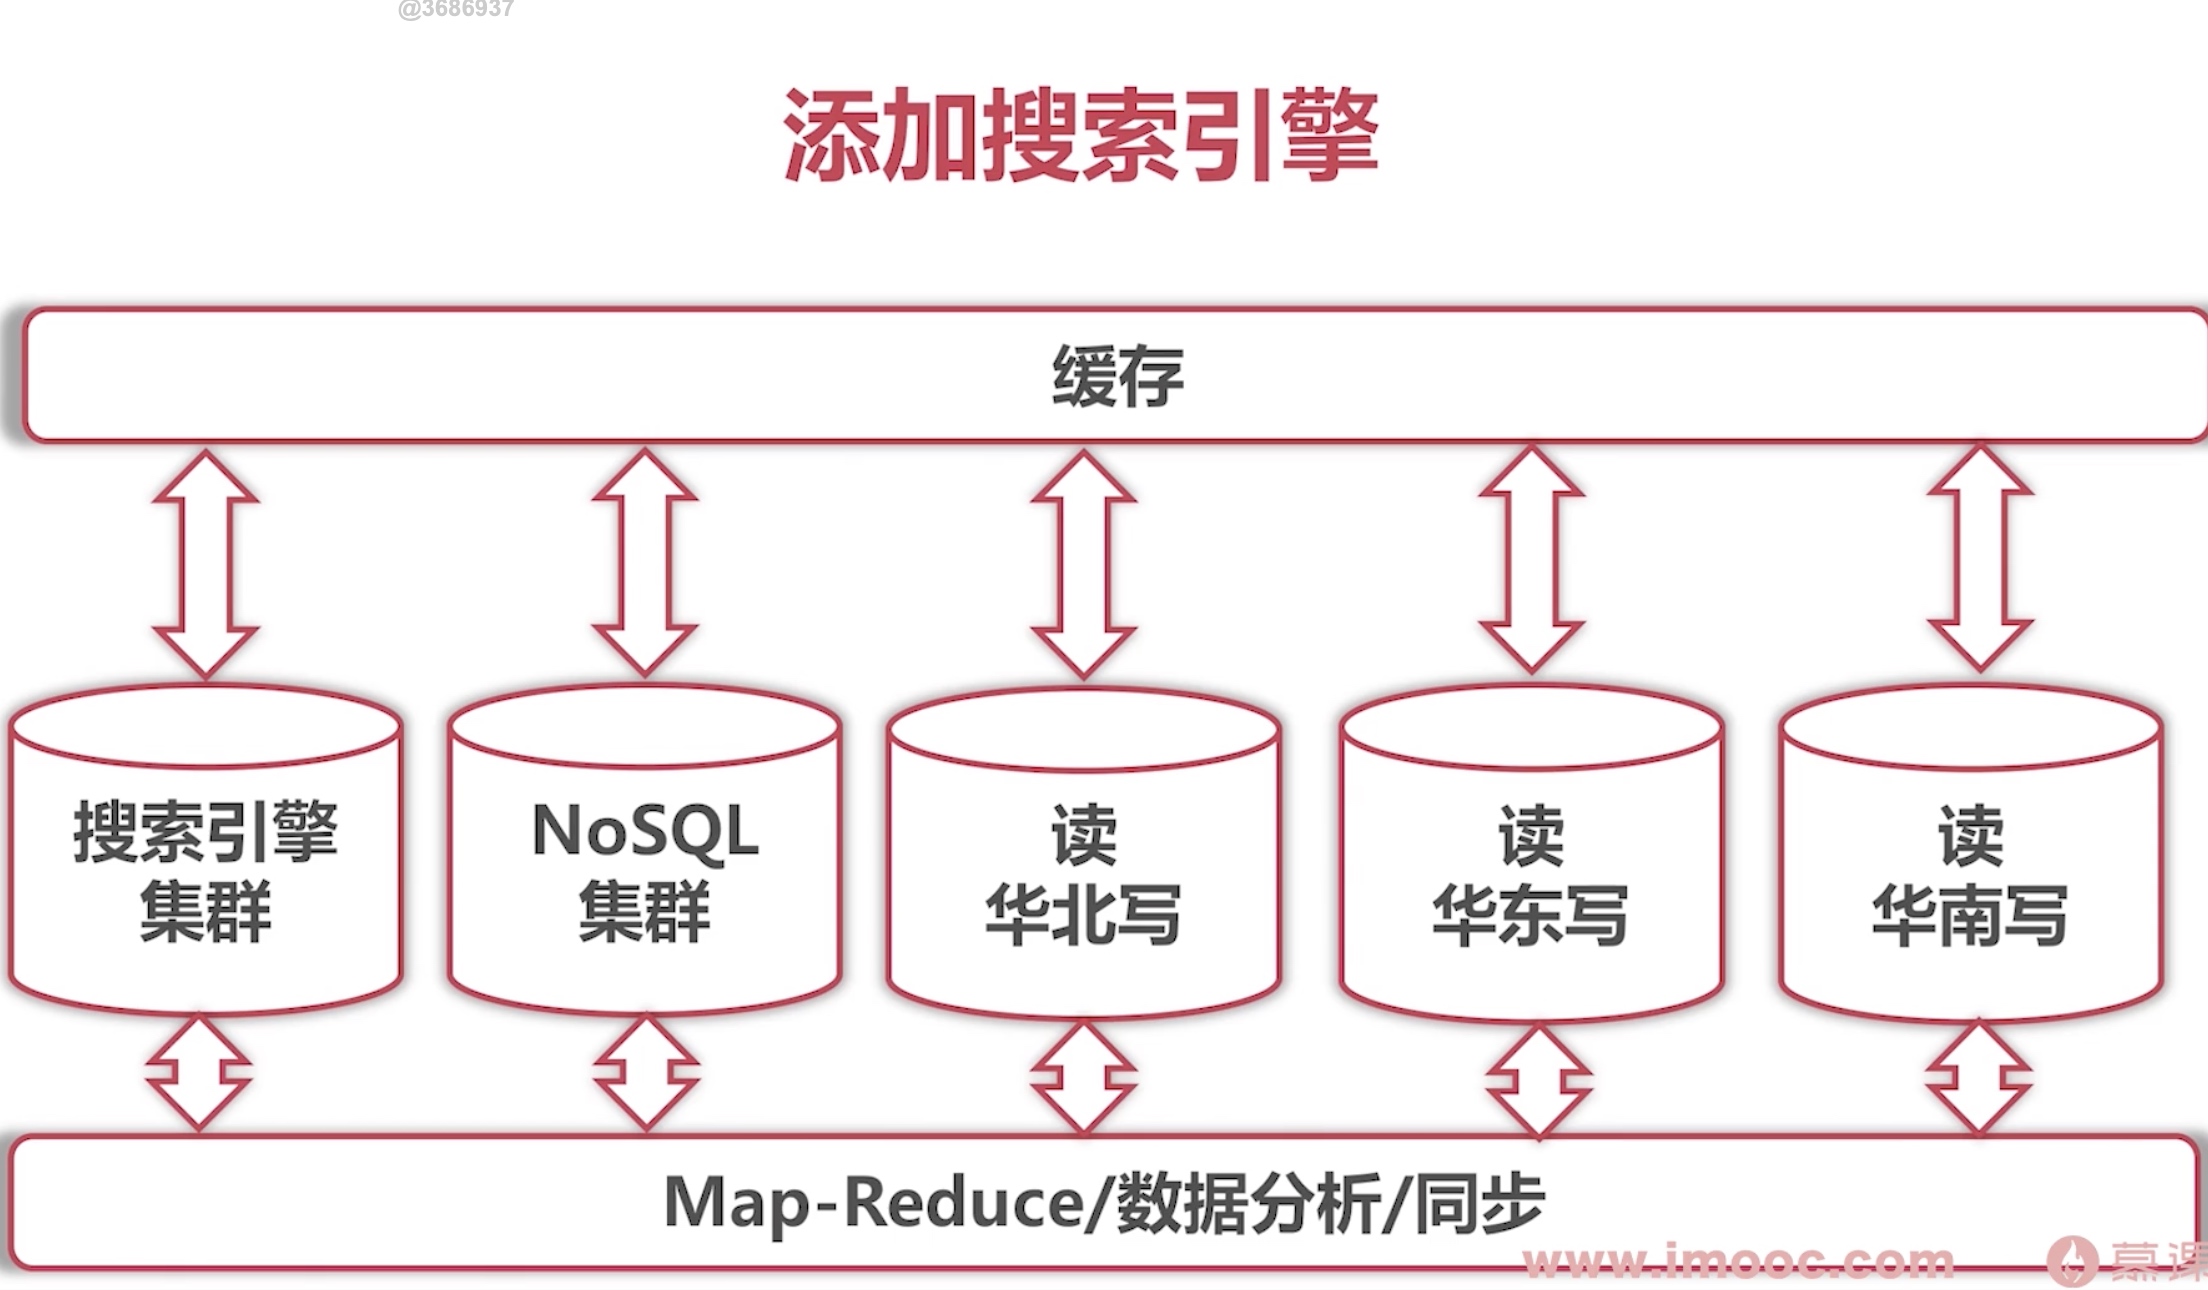 @3686937
添加搜索引擎
缓存
搜索引擎
集群
NoSQL
集群
读
华北写
读
华东写
读
华南写
Map-Reduce/数据分析/同步
www.imooc.com
慕课